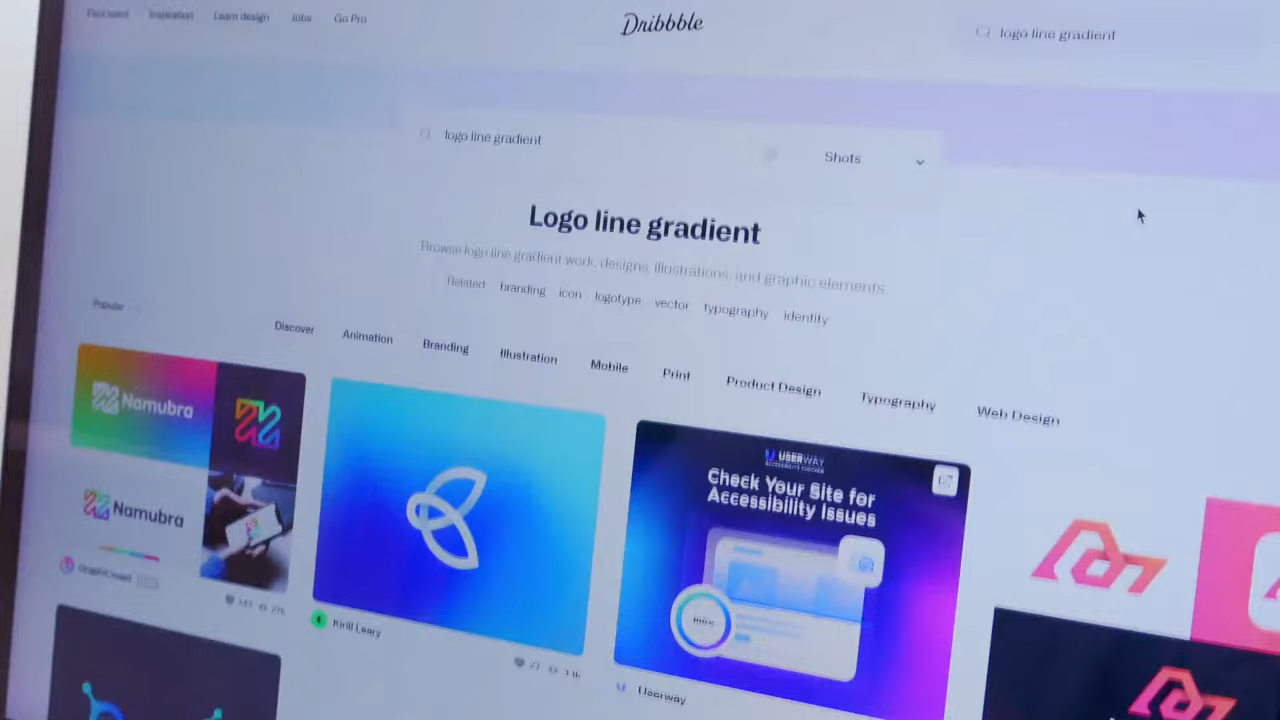 Find talent Inspiration Learn design Jobs Go Pro
Dribbble
logo line gradient
logo line gradient
Shots
Logo line gradient
Browse logo line gradient work, designs, illustrations, and graphic elements
Related branding icon logotype vector typography identity
Popular
Discover Animation Branding Illustration Mobile Print Product Design Typography Web Design
Namubra
Namubra
Kirill Leary
USERWAY
ACCESSIBILITY CHECKER
Check Your Site for
Accessibility Issues
Userway